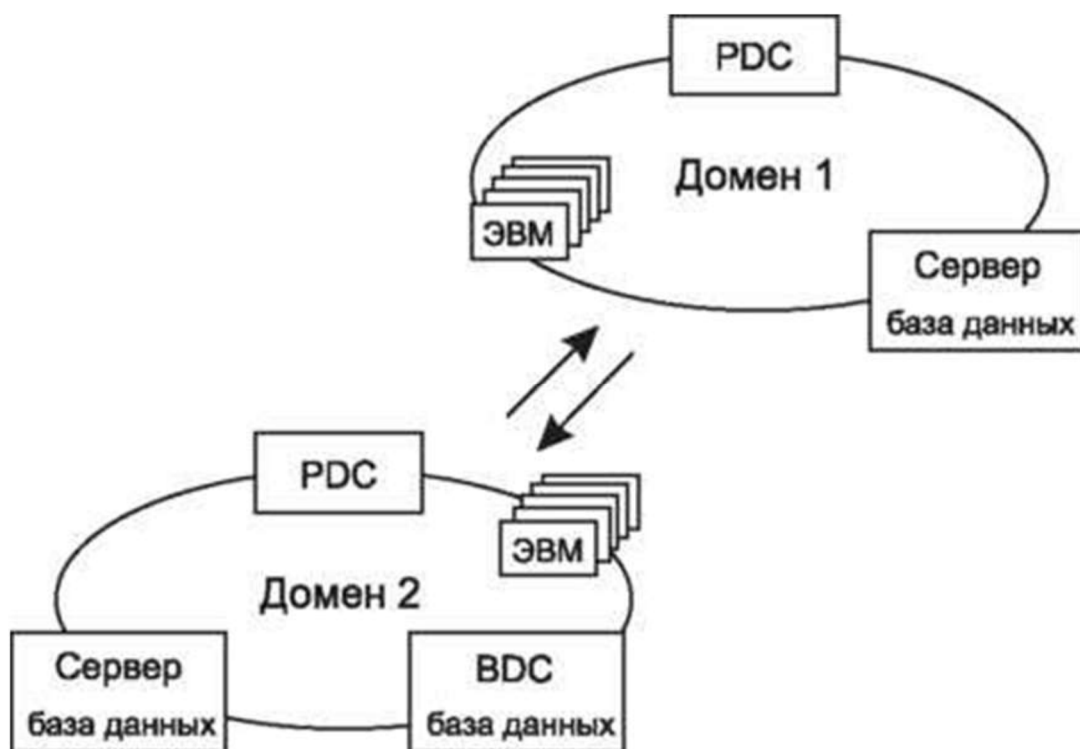 PDC
Домен 1
ЭВМ
Сервер
база данных
PDC
ЭВМ
Домен 2
Сервер
база данных
BDC
база данных